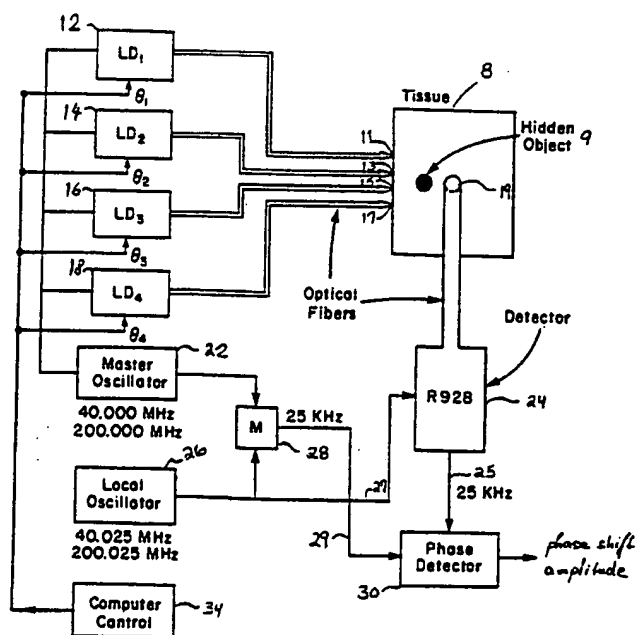 12
LD1
θ1
14
LD2
θ2
16
LD3
θ3
18
LD4
θ4
Tissue
8
Hidden
Object
9
11
13
15
17
19
Optical
Fibers
Detector
R928
24
22
Master
Oscillator
40.000 MHz
200.000 MHz
M
28
25 KHz
26
Local
Oscillator
27
40.025 MHz
200.025 MHz
25
25 KHz
29
Phase
Detector
30
phase shift
amplitude
Computer
Control
34